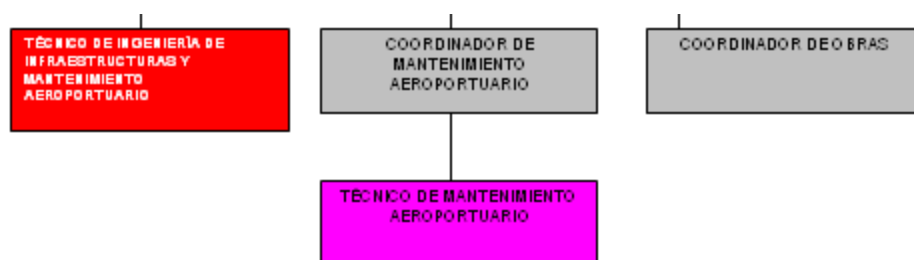 TÉCNICO DE INGENIERÍA DE
INFRAESTRUCTURAS Y
MANTENIMIENTO
AEROPORTUARIO
COORDINADOR DE
MANTENIMIENTO
AEROPORTUARIO
COORDINADOR DE OBRAS
TÉCNICO DE MANTENIMIENTO
AEROPORTUARIO